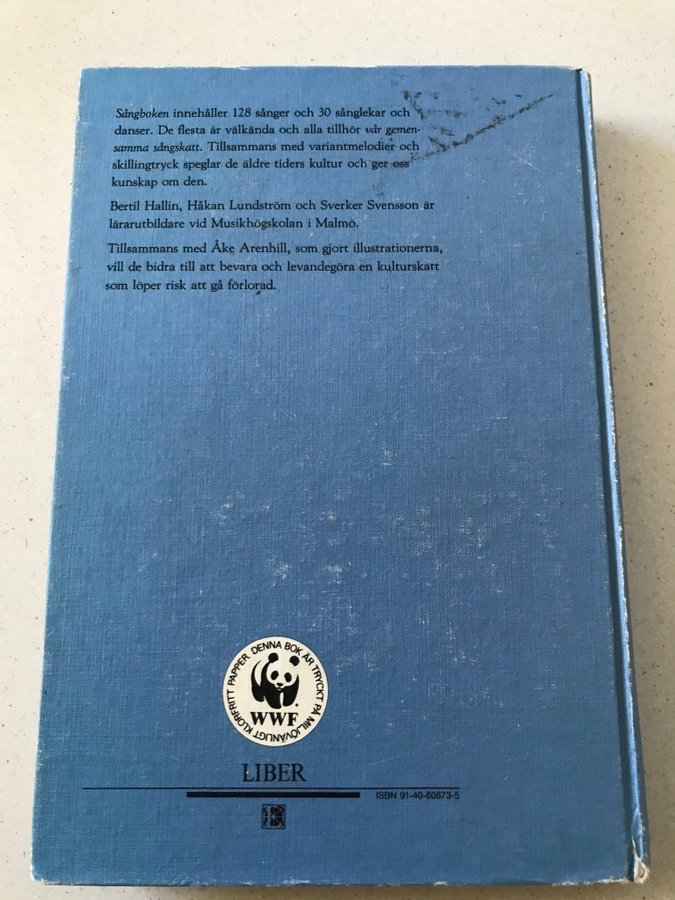 Sångboken innehåller 128 sånger och 30 sånglekar och
danser. De flesta är välkända och alla tillhör vår gemen-
samma sångskatt. Tillsammans med variantmelodier och
skillingtryck speglar de äldre tiders kultur och ger oss
kunskap om den.
Bertil Hallin, Håkan Lundström och Sverker Svensson är
lärarutbildare vid Musikhögskolan i Malmö.
Tillsammans med Åke Arenhill, som gjort illustrationerna,
vill de bidra till att bevara och levandegöra en kulturskatt
som löper risk att gå förlorad.
DENNA BOK ÄR TRYCKT PÅ MILJÖVÄNLIGT KLORFRITT PAPPER.
WWF
LIBER
ISBN 91-40-60873-5